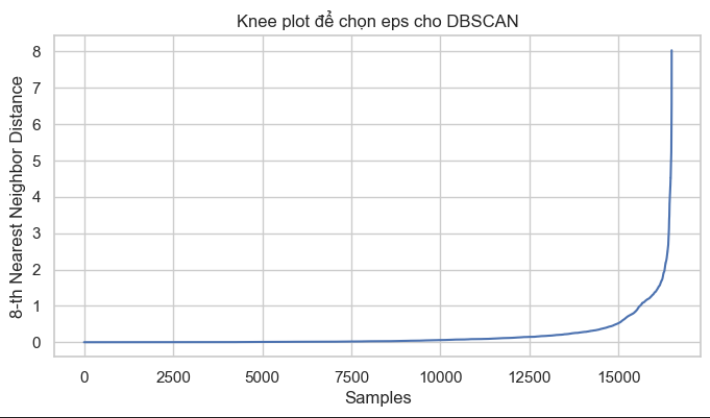 Knee plot để chọn eps cho DBSCAN
8
7
6
5
4
3
2
1
0
8-th Nearest Neighbor Distance
0 2500 5000 7500 10000 12500 15000
Samples